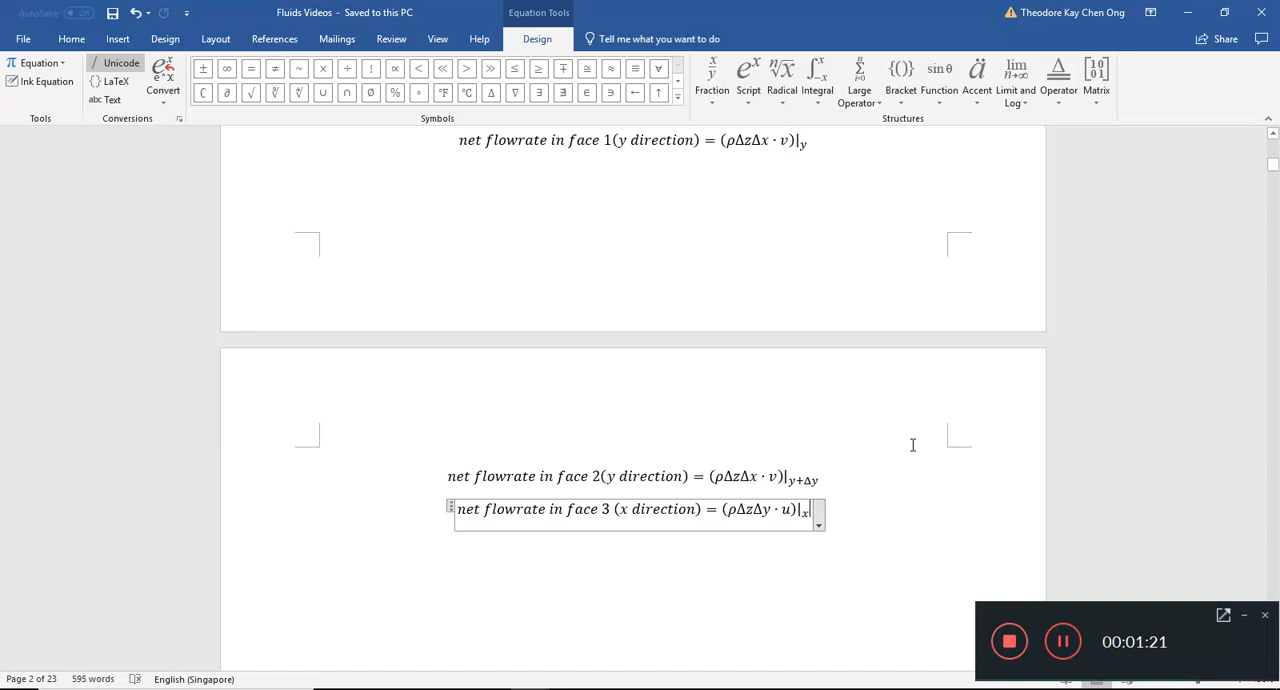 AutoSave Off
Fluids Videos - Saved to this PC
Equation Tools
Theodore Kay Chen Ong
File Home Insert Design Layout References Mailings Review View Help Design Tell me what you want to do Share
π Equation
Ink Equation
Tools
Unicode
LaTeX
abc Text
Convert
Conversions
± ∞ = ≠ ~ × ÷ ! ∝ < ≪ > ≫ ≤ ≥ ∓ ≅ ≈ ≡ ∀
∁ ∂ √ ∛ ∜ ∪ ∩ ∅ % ° °F °C ∆ ∇ ∃ ∄ ∈ ∋ ← ↑
Symbols
Fraction Script Radical Integral Large Operator Bracket Function Accent Limit and Log Operator Matrix
Structures
net flowrate in face 1(y direction) = (ρΔzΔx · v)|y
net flowrate in face 2(y direction) = (ρΔzΔx · v)|y+Δy
net flowrate in face 3 (x direction) = (ρΔzΔy · u)|x
00:01:21
Page 2 of 23 595 words English (Singapore)